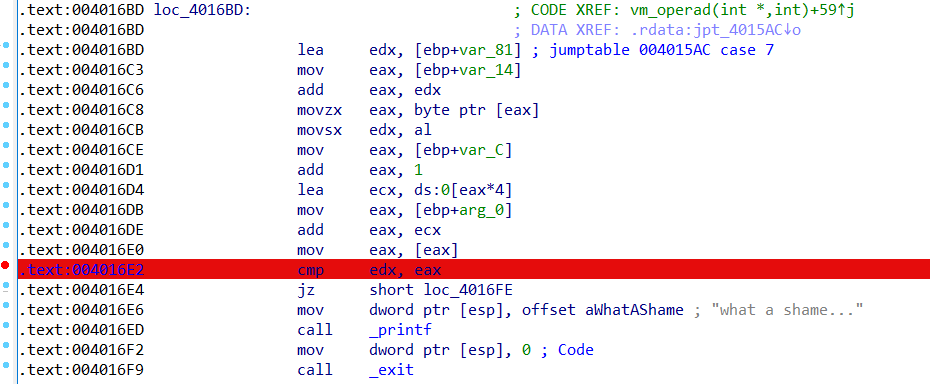 .text:004016BD loc_4016BD: ; CODE XREF: vm_operad(int *,int)+59↑j
.text:004016BD ; DATA XREF: .rdata:jpt_4015AC↓o
.text:004016BD lea edx, [ebp+var_81] ; jumptable 004015AC case 7
.text:004016C3 mov eax, [ebp+var_14]
.text:004016C6 add eax, edx
.text:004016C8 movzx eax, byte ptr [eax]
.text:004016CB movsx edx, al
.text:004016CE mov eax, [ebp+var_C]
.text:004016D1 add eax, 1
.text:004016D4 lea ecx, ds:0[eax*4]
.text:004016DB mov eax, [ebp+arg_0]
.text:004016DE add eax, ecx
.text:004016E0 mov eax, [eax]
.text:004016E2 cmp edx, eax
.text:004016E4 jz short loc_4016FE
.text:004016E6 mov dword ptr [esp], offset aWhatAShame ; "what a shame..."
.text:004016ED call _printf
.text:004016F2 mov dword ptr [esp], 0 ; Code
.text:004016F9 call _exit